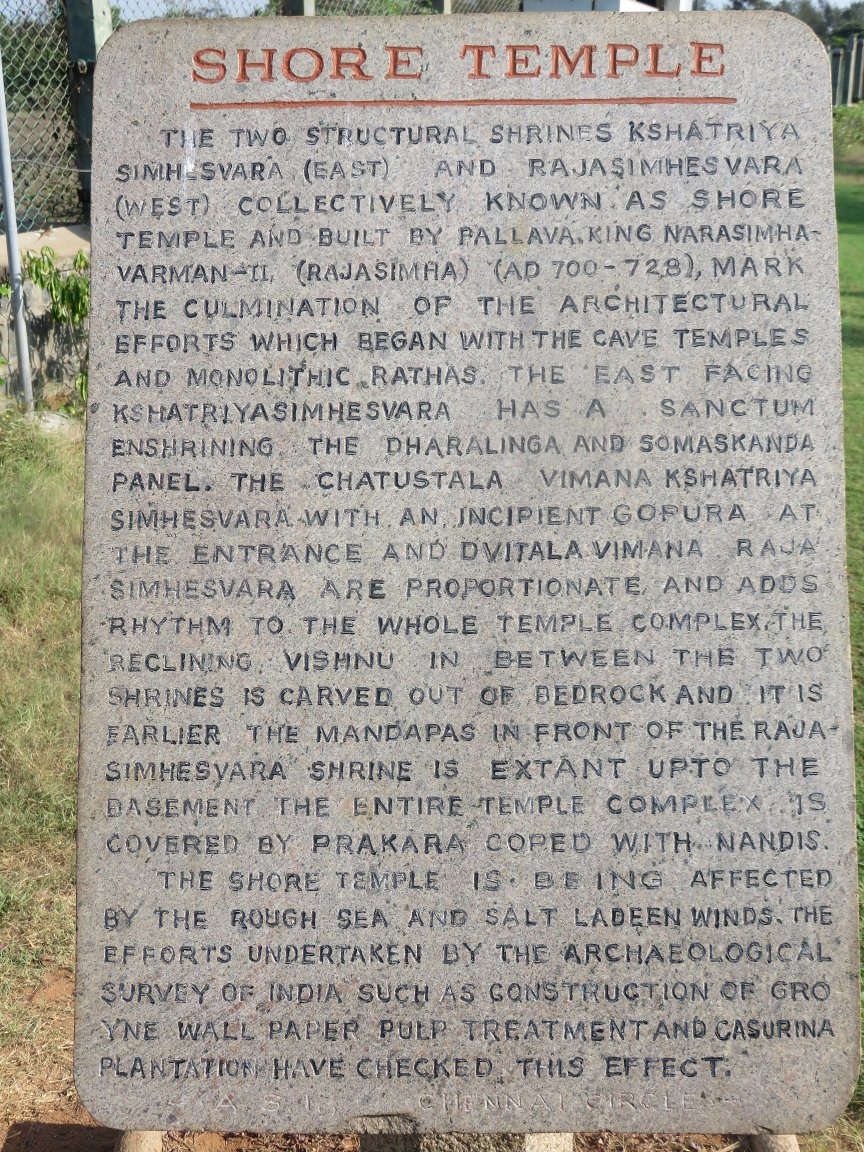 SHORE TEMPLE
THE TWO STRUCTURAL SHRINES KSHATRIYA
SIMHESVARA (EAST) AND RAJASIMHESVARA
(WEST) COLLECTIVELY KNOWN AS SHORE
TEMPLE AND BUILT BY PALLAVA KING NARASIMHA-
VARMAN-II, (RAJASIMHA) (AD 700-728), MARK
THE CULMINATION OF THE ARCHITECTURAL
EFFORTS WHICH BEGAN WITH THE CAVE TEMPLES
AND MONOLITHIC RATHAS. THE EAST FACING
KSHATRIYASIMHESVARA HAS A SANCTUM
ENSHRINING THE DHARALINGA AND SOMASKANDA
PANEL. THE CHATUSTALA VIMANA KSHATRIYA
SIMHESVARA WITH AN INCIPIENT GOPURA AT
THE ENTRANCE AND DVITALA VIMANA RAJA
SIMHESVARA ARE PROPORTIONATE AND ADDS
RHYTHM TO THE WHOLE TEMPLE COMPLEX. THE
RECLINING VISHNU IN BETWEEN THE TWO
SHRINES IS CARVED OUT OF BEDROCK AND IT IS
EARLIER THE MANDAPAS IN FRONT OF THE RAJA-
SIMHESVARA SHRINE IS EXTANT UPTO THE
BASEMENT THE ENTIRE TEMPLE COMPLEX IS
COVERED BY PRAKARA COPED WITH NANDIS.
THE SHORE TEMPLE IS BEING AFFECTED
BY THE ROUGH SEA AND SALT LADEEN WINDS. THE
EFFORTS UNDERTAKEN BY THE ARCHAEOLOGICAL
SURVEY OF INDIA SUCH AS CONSTRUCTION OF GRO
YNE WALL PAPER PULP TREATMENT AND CASURINA
PLANTATION HAVE CHECKED THIS EFFECT.
A.S.I., CHENNAI CIRCLE